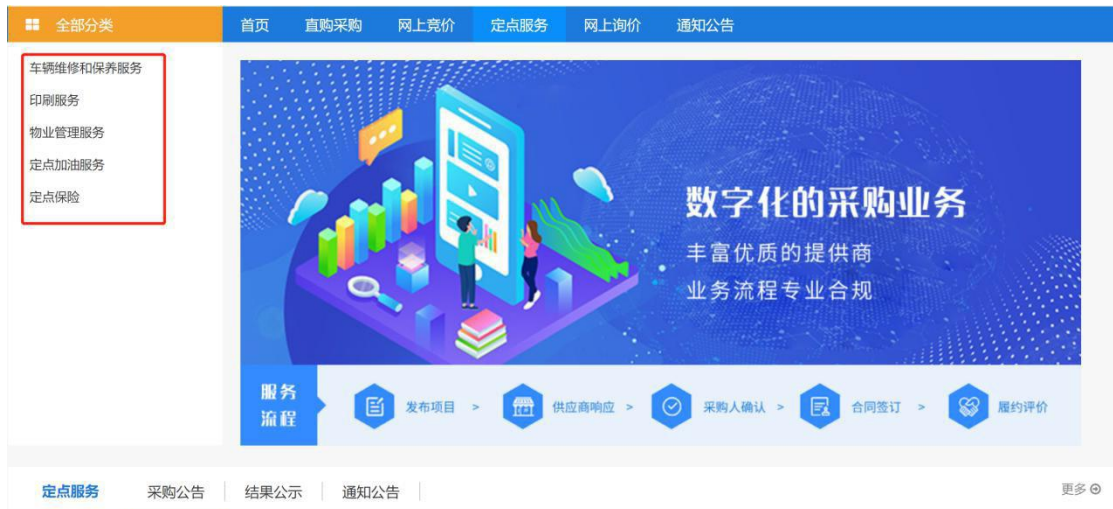 全部分类
首页 直购采购 网上竞价 定点服务 网上询价 通知公告
车辆维修和保养服务
印刷服务
物业管理服务
定点加油服务
定点保险
数字化的采购业务
丰富优质的提供商
业务流程专业合规
服务
流程
发布项目 > 供应商响应 > 采购人确认 > 合同签订 > 履约评价
定点服务 采购公告 结果公示 通知公告 更多